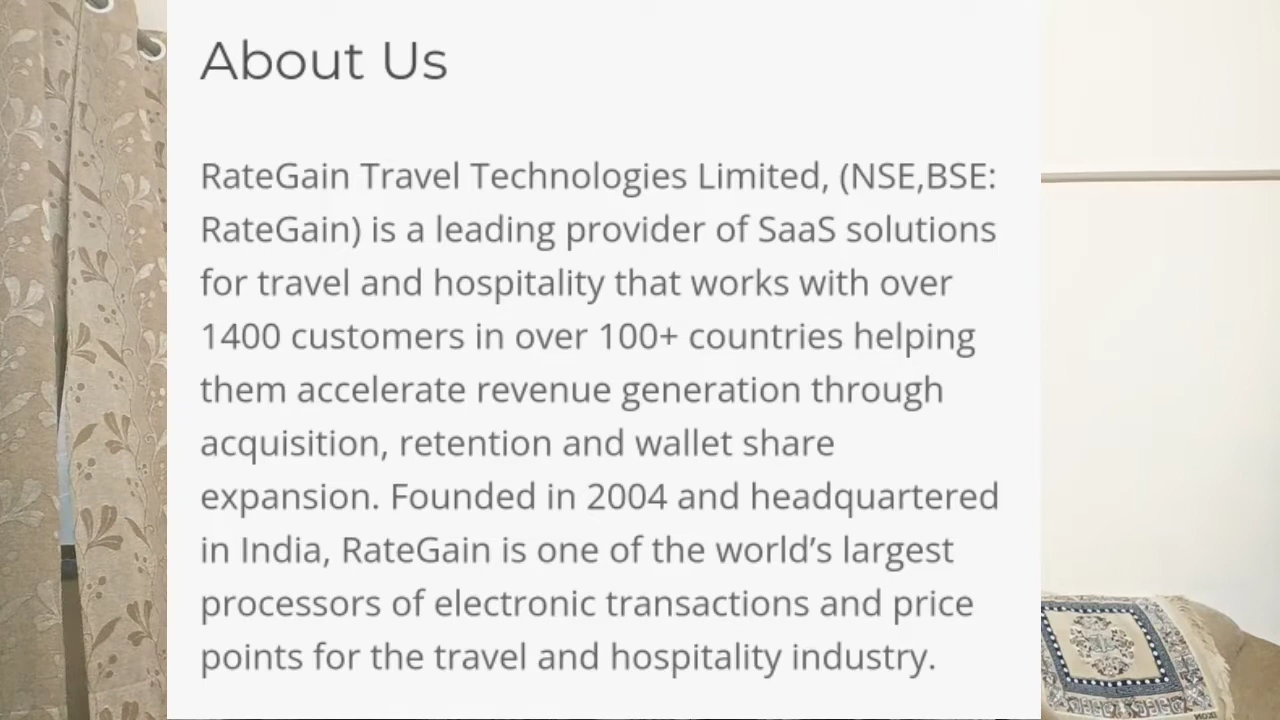 About Us
RateGain Travel Technologies Limited, (NSE,BSE:
RateGain) is a leading provider of SaaS solutions
for travel and hospitality that works with over
1400 customers in over 100+ countries helping
them accelerate revenue generation through
acquisition, retention and wallet share
expansion. Founded in 2004 and headquartered
in India, RateGain is one of the world’s largest
processors of electronic transactions and price
points for the travel and hospitality industry.